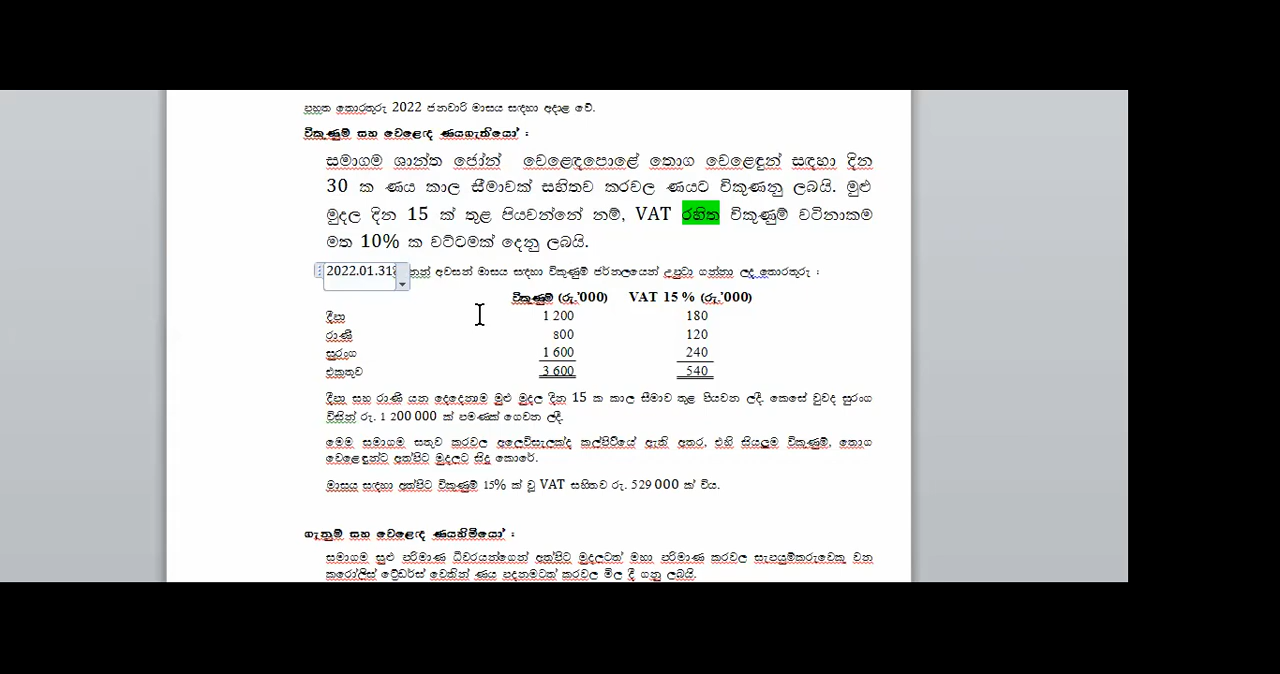 පහත තොරතුරු 2022 ජනවාරි මාසය සඳහා අදාළ වේ.
විකුණුම් සහ වෙළෙඳ ණයගැතියෝ :
සමාගම ශාන්ත ජෝන් වෙළෙඳපොළේ තොග වෙළෙඳුන් සඳහා දින
30 ක ණය කාල සීමාවක් සහිතව කරවල ණයට විකුණනු ලබයි. මුළු
මුදල දින 15 ක් තුළ පියවන්නේ නම්, VAT රහිත විකුණුම් වටිනාකම
මත 10% ක වට්ටමක් දෙනු ලබයි.
2022.01.31 දිනෙන් අවසන් මාසය සඳහා විකුණුම් ජර්නලයෙන් උපුටා ගන්නා ලද තොරතුරු :
විකුණුම් (රු.'000) VAT 15 % (රු.'000)
දීපා 1 200 180
රාණී 800 120
සුරංග 1 600 240
එකතුව 3 600 540
දීපා සහ රාණී යන දෙදෙනාම මුළු මුදල දින 15 ක කාල සීමාව තුළ පියවන ලදී. කෙසේ වුවද සුරංග
විසින් රු. 1 200 000 ක් පමණක් ගෙවන ලදී.
මෙම සමාගම සතුව කරවල අලෙවිසැලක්ද කල්පිටියේ ඇති අතර, එහි සියලුම විකුණුම්, තොග
වෙළෙඳුන්ට අත්පිට මුදලට සිදු කොරේ.
මාසය සඳහා අත්පිට විකුණුම් 15% ක් වූ VAT සහිතව රු. 529 000 ක් විය.
ගැනුම් සහ වෙළෙඳ ණයහිමියෝ :
සමාගම සුළු පරිමාණ ධීවරයන්ගෙන් අත්පිට මුදලටත් මහා පරිමාණ කරවල සැපයුම්කරුවෙකු වන
කරෝලිස් ට්‍රේඩර්ස් වෙතින් ණය පදනමටත් කරවල මිල දී ගනු ලබයි.